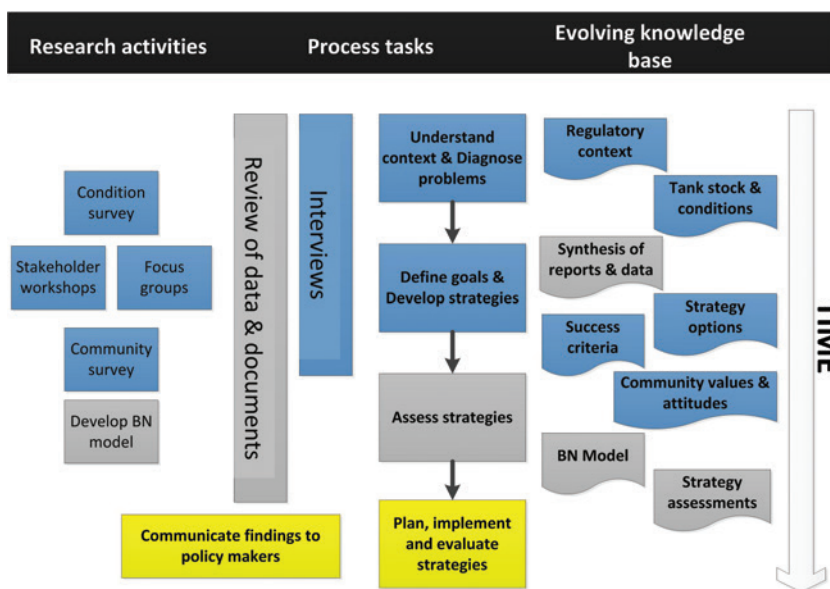 Research activities
Process tasks
Evolving knowledge
base
Condition
survey
Stakeholder
workshops
Focus
groups
Community
survey
Develop BN
model
Review of data & documents
Interviews
Communicate findings to
policy makers
Understand
context & Diagnose
problems
Define goals &
Develop strategies
Assess strategies
Plan, implement
and evaluate
strategies
Regulatory
context
Tank stock &
conditions
Synthesis of
reports & data
Strategy
options
Success
criteria
Community values &
attitudes
BN Model
Strategy
assessments
TIME